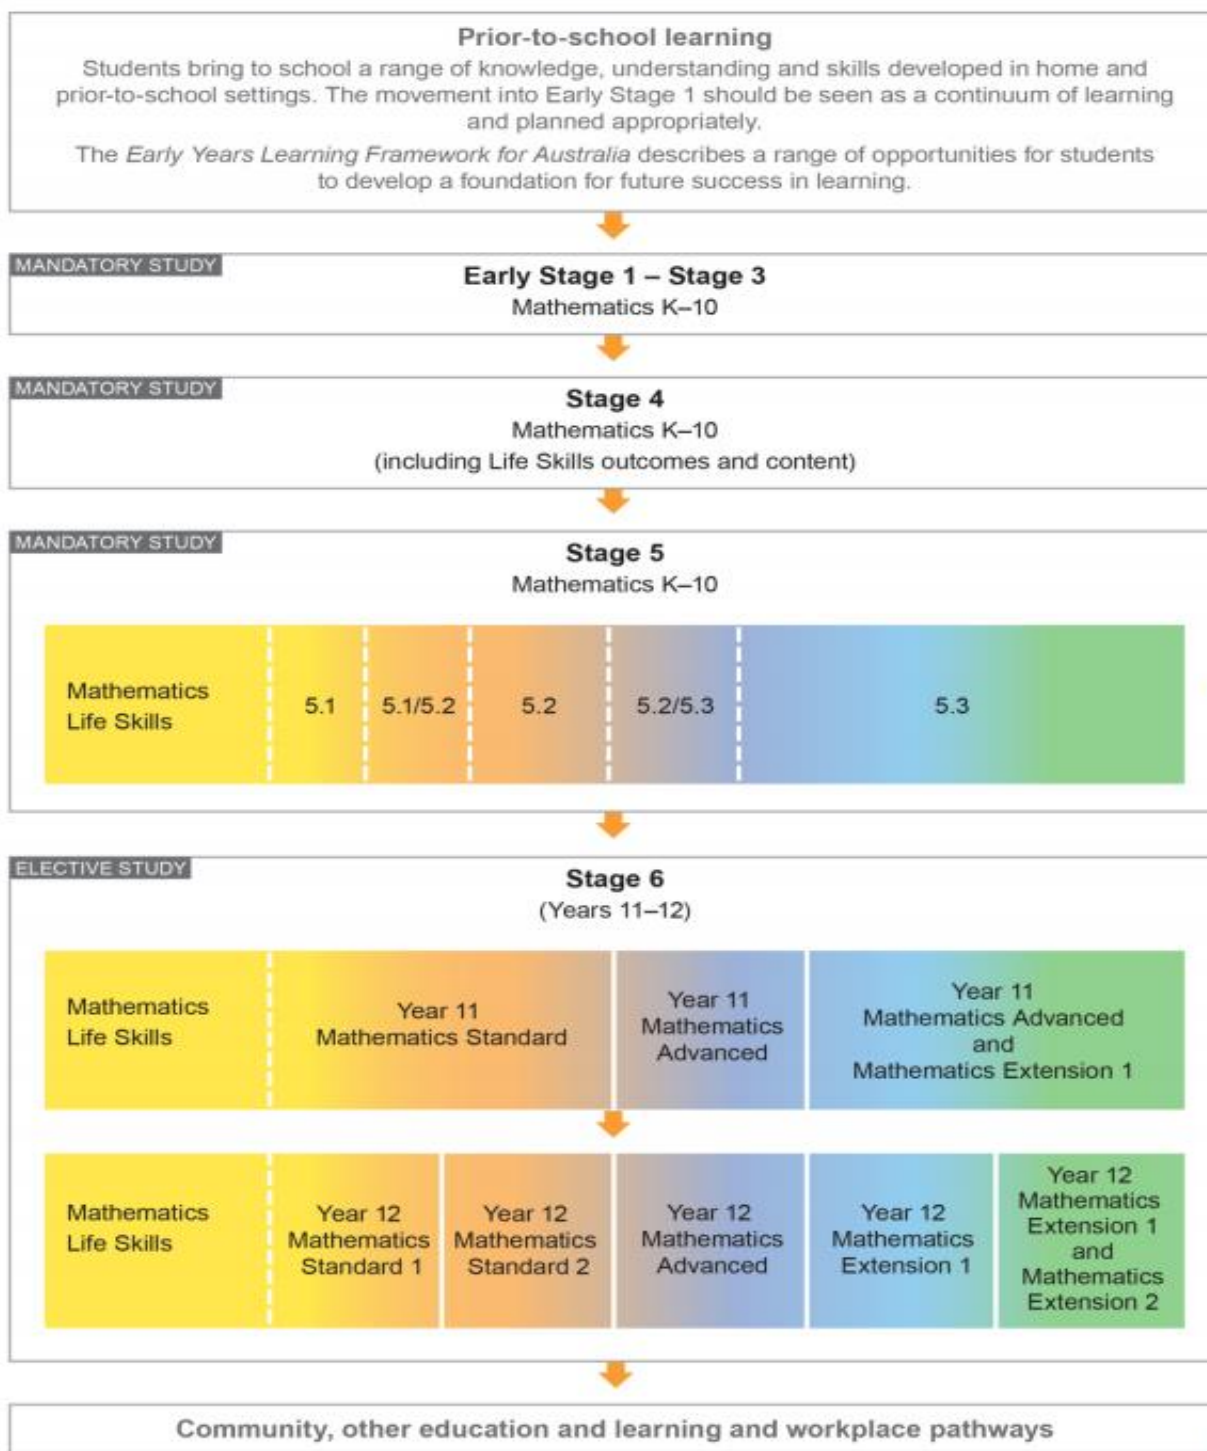 Prior-to-school learning
Students bring to school a range of knowledge, understanding and skills developed in home and
prior-to-school settings. The movement into Early Stage 1 should be seen as a continuum of learning
and planned appropriately.
The Early Years Learning Framework for Australia describes a range of opportunities for students
to develop a foundation for future success in learning.
MANDATORY STUDY
Early Stage 1 – Stage 3
Mathematics K–10
MANDATORY STUDY
Stage 4
Mathematics K–10
(including Life Skills outcomes and content)
MANDATORY STUDY
Stage 5
Mathematics K–10
Mathematics
Life Skills
5.1
5.1/5.2
5.2
5.2/5.3
5.3
ELECTIVE STUDY
Stage 6
(Years 11–12)
Mathematics
Life Skills
Year 11
Mathematics Standard
Year 11
Mathematics
Advanced
Year 11
Mathematics Advanced
and
Mathematics Extension 1
Mathematics
Life Skills
Year 12
Mathematics
Standard 1
Year 12
Mathematics
Standard 2
Year 12
Mathematics
Advanced
Year 12
Mathematics
Extension 1
Year 12
Mathematics
Extension 1
and
Mathematics
Extension 2
Community, other education and learning and workplace pathways